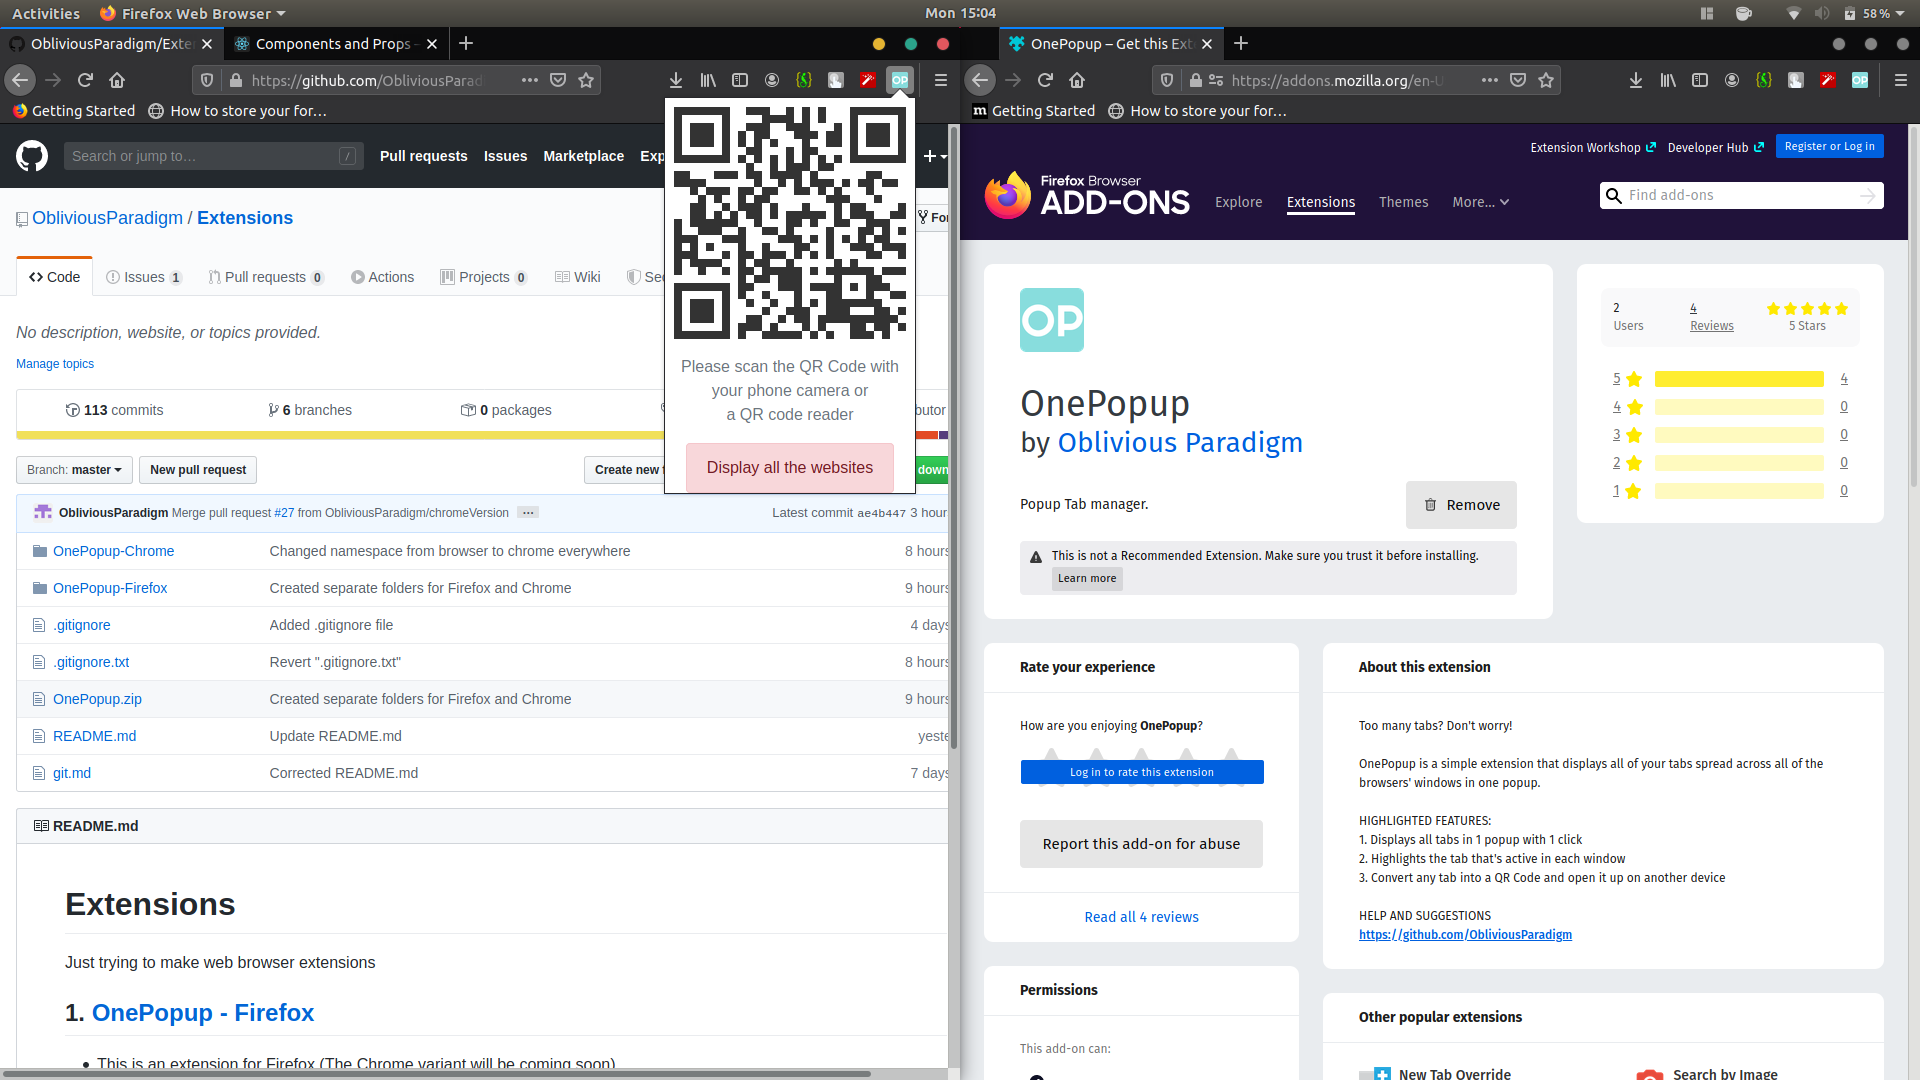 Activities
Firefox Web Browser
Mon 15:04
58 %
ObliviousParadigm/Exte
Components and Props -
https://github.com/ObliviousParad
Getting Started
How to store your for…
Search or jump to…
/
Pull requests
Issues
Marketplace
Exp
ObliviousParadigm / Extensions
For
Code
Issues 1
Pull requests 0
Actions
Projects 0
Wiki
Sec
No description, website, or topics provided.
Manage topics
113 commits
6 branches
0 packages
butor
Branch: master
New pull request
Create new f
down
ObliviousParadigm Merge pull request #27 from ObliviousParadigm/chromeVersion …
Latest commit ae4b447 3 hour
OnePopup-Chrome
Changed namespace from browser to chrome everywhere
8 hours
OnePopup-Firefox
Created separate folders for Firefox and Chrome
9 hours
.gitignore
Added .gitignore file
4 days
.gitignore.txt
Revert ".gitignore.txt"
8 hours
OnePopup.zip
Created separate folders for Firefox and Chrome
9 hours
README.md
Update README.md
yeste
git.md
Corrected README.md
7 days
README.md
Extensions
Just trying to make web browser extensions
1. OnePopup - Firefox
• This is an extension for Firefox (The Chrome variant will be coming soon)
OP
Please scan the QR Code with
your phone camera or
a QR code reader
Display all the websites
OnePopup – Get this Ext
https://addons.mozilla.org/en-U
OP
m Getting Started
How to store your for…
Extension Workshop
Developer Hub
Register or Log in
Firefox Browser
ADD-ONS
Explore
Extensions
Themes
More…
Find add-ons
OP
OnePopup
by Oblivious Paradigm
Popup Tab manager.
Remove
This is not a Recommended Extension. Make sure you trust it before installing.
Learn more
2
Users
4
Reviews
5 Stars
5 4
4 0
3 0
2 0
1 0
Rate your experience
How are you enjoying OnePopup?
Log in to rate this extension
Report this add-on for abuse
Read all 4 reviews
Permissions
This add-on can:
About this extension
Too many tabs? Don't worry!
OnePopup is a simple extension that displays all of your tabs spread across all of the
browsers' windows in one popup.
HIGHLIGHTED FEATURES:
1. Displays all tabs in 1 popup with 1 click
2. Highlights the tab that's active in each window
3. Convert any tab into a QR Code and open it up on another device
HELP AND SUGGESTIONS
https://github.com/ObliviousParadigm
Other popular extensions
New Tab Override
Search by Image